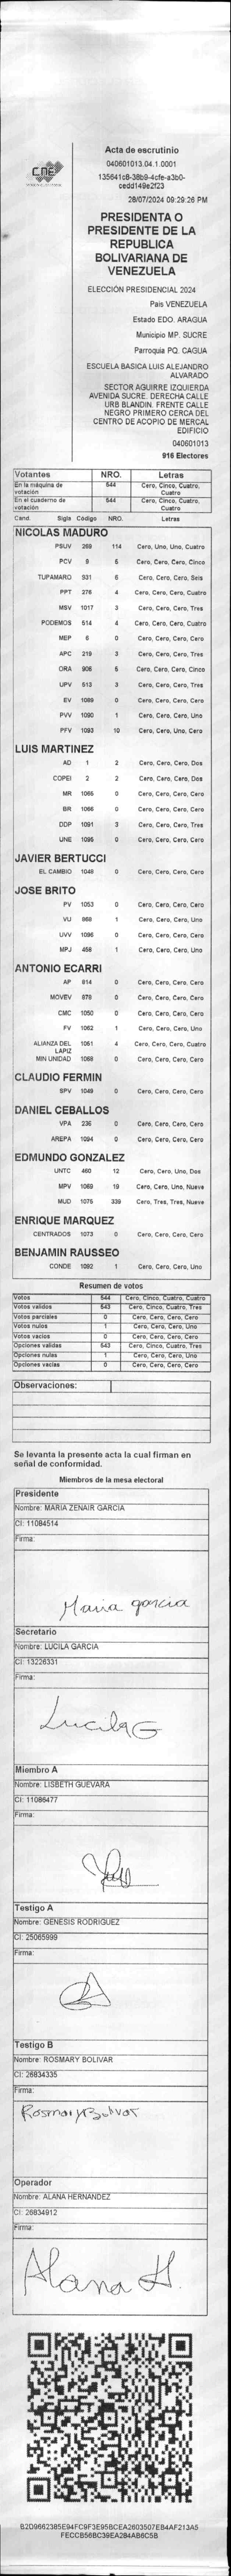 CNE
Acta de escrutinio
040601013.04.1.0001
135641c8-38b9-4cfe-a3b0-
cedd149e2f23
28/07/2024 09:29:26 PM
PRESIDENTA O
PRESIDENTE DE LA
REPUBLICA
BOLIVARIANA DE
VENEZUELA
ELECCIÓN PRESIDENCIAL 2024
País VENEZUELA
Estado EDO. ARAGUA
Municipio MP. SUCRE
Parroquia PQ. CAGUA
ESCUELA BASICA LUIS ALEJANDRO
ALVARADO
SECTOR AGUIRRE IZQUIERDA
AVENIDA SUCRE. DERECHA CALLE
URB BLANDIN. FRENTE CALLE
NEGRO PRIMERO CERCA DEL
CENTRO DE ACOPIO DE MERCAL
EDIFICIO
040601013
916 Electores
Votantes NRO. Letras
En la máquina de votación 544 Cero, Cinco, Cuatro, Cuatro
En el cuaderno de votación 544 Cero, Cinco, Cuatro, Cuatro
Cand. Sigla Código NRO. Letras
NICOLAS MADURO
PSUV 269 114 Cero, Uno, Uno, Cuatro
PCV 9 5 Cero, Cero, Cero, Cinco
TUPAMARO 931 6 Cero, Cero, Cero, Seis
PPT 276 4 Cero, Cero, Cero, Cuatro
MSV 1017 3 Cero, Cero, Cero, Tres
PODEMOS 514 4 Cero, Cero, Cero, Cuatro
MEP 6 0 Cero, Cero, Cero, Cero
APC 219 3 Cero, Cero, Cero, Tres
ORA 906 5 Cero, Cero, Cero, Cinco
UPV 513 3 Cero, Cero, Cero, Tres
EV 1089 0 Cero, Cero, Cero, Cero
PVV 1090 1 Cero, Cero, Cero, Uno
PFV 1093 10 Cero, Cero, Uno, Cero
LUIS MARTINEZ
AD 1 2 Cero, Cero, Cero, Dos
COPEI 2 2 Cero, Cero, Cero, Dos
MR 1065 0 Cero, Cero, Cero, Cero
BR 1066 0 Cero, Cero, Cero, Cero
DDP 1091 3 Cero, Cero, Cero, Tres
UNE 1095 0 Cero, Cero, Cero, Cero
JAVIER BERTUCCI
EL CAMBIO 1048 0 Cero, Cero, Cero, Cero
JOSE BRITO
PV 1053 0 Cero, Cero, Cero, Cero
VU 868 1 Cero, Cero, Cero, Uno
UVV 1096 0 Cero, Cero, Cero, Cero
MPJ 458 1 Cero, Cero, Cero, Uno
ANTONIO ECARRI
AP 814 0 Cero, Cero, Cero, Cero
MOVEV 878 0 Cero, Cero, Cero, Cero
CMC 1050 0 Cero, Cero, Cero, Cero
FV 1062 1 Cero, Cero, Cero, Uno
ALIANZA DEL LAPIZ 1051 4 Cero, Cero, Cero, Cuatro
MIN UNIDAD 1088 0 Cero, Cero, Cero, Cero
CLAUDIO FERMIN
SPV 1049 0 Cero, Cero, Cero, Cero
DANIEL CEBALLOS
VPA 236 0 Cero, Cero, Cero, Cero
AREPA 1094 0 Cero, Cero, Cero, Cero
EDMUNDO GONZALEZ
UNTC 460 12 Cero, Cero, Uno, Dos
MPV 1069 19 Cero, Cero, Uno, Nueve
MUD 1075 339 Cero, Tres, Tres, Nueve
ENRIQUE MARQUEZ
CENTRADOS 1073 0 Cero, Cero, Cero, Cero
BENJAMIN RAUSSEO
CONDE 1092 1 Cero, Cero, Cero, Uno
Resumen de votos
Votos 544 Cero, Cinco, Cuatro, Cuatro
Votos validos 543 Cero, Cinco, Cuatro, Tres
Votos parciales 0 Cero, Cero, Cero, Cero
Votos nulos 1 Cero, Cero, Cero, Uno
Votos vacios 0 Cero, Cero, Cero, Cero
Opciones validas 543 Cero, Cinco, Cuatro, Tres
Opciones nulas 1 Cero, Cero, Cero, Uno
Opciones vacias 0 Cero, Cero, Cero, Cero
Observaciones:
Se levanta la presente acta la cual firman en
señal de conformidad.
Miembros de la mesa electoral
Presidente
Nombre: MARIA ZENAIR GARCIA
CI: 11084514
Firma:
Maria garcia
Secretario
Nombre: LUCILA GARCIA
CI: 13226331
Firma:
Lucila G
Miembro A
Nombre: LISBETH GUEVARA
CI: 11086477
Firma:
Testigo A
Nombre: GENESIS RODRIGUEZ
CI: 25065999
Firma:
Testigo B
Nombre: ROSMARY BOLIVAR
CI: 26834335
Firma:
Rosmary Bolivar
Operador
Nombre: ALANA HERNANDEZ
CI: 26834912
Firma:
Alana H.
B2D9662385E94FC9F3E95BCEA2603507EB4AF213A5
FECCB56BC39EA284AB6C5B